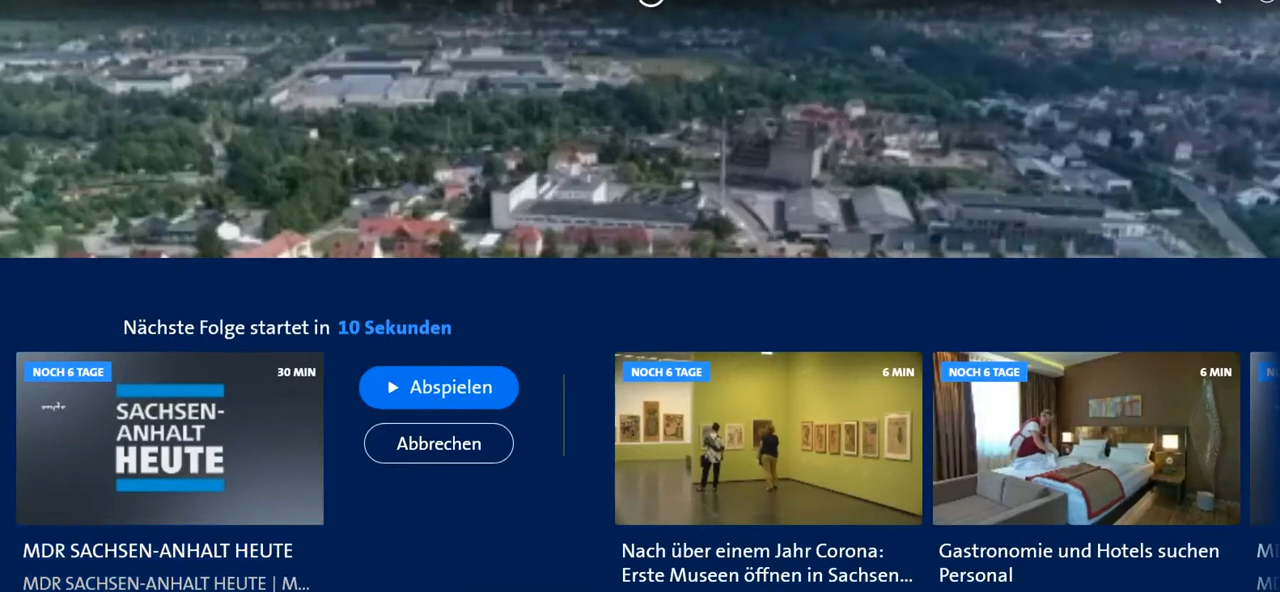 Nächste Folge startet in 10 Sekunden
NOCH 6 TAGE
30 MIN
mdr
SACHSEN-
ANHALT
HEUTE
MDR SACHSEN-ANHALT HEUTE
MDR SACHSEN-ANHALT HEUTE | M...
Abspielen
Abbrechen
NOCH 6 TAGE
6 MIN
Nach über einem Jahr Corona:
Erste Museen öffnen in Sachsen...
NOCH 6 TAGE
6 MIN
Gastronomie und Hotels suchen
Personal